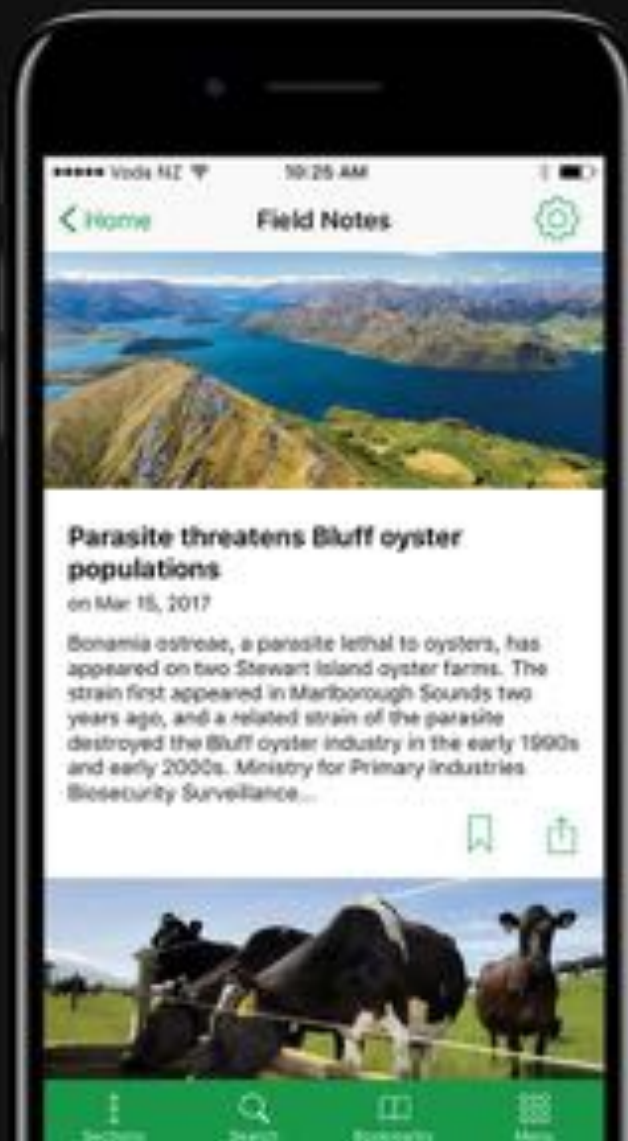 Voda NZ 10:26 AM
Home Field Notes
Parasite threatens Bluff oyster
populations
on Mar 15, 2017
Bonamia ostreae, a parasite lethal to oysters, has
appeared on two Stewart Island oyster farms. The
strain first appeared in Marlborough Sounds two
years ago, and a related strain of the parasite
destroyed the Bluff oyster industry in the early 1990s
and early 2000s. Ministry for Primary Industries
Biosecurity Surveillance...
Sections Search Bookmarks More